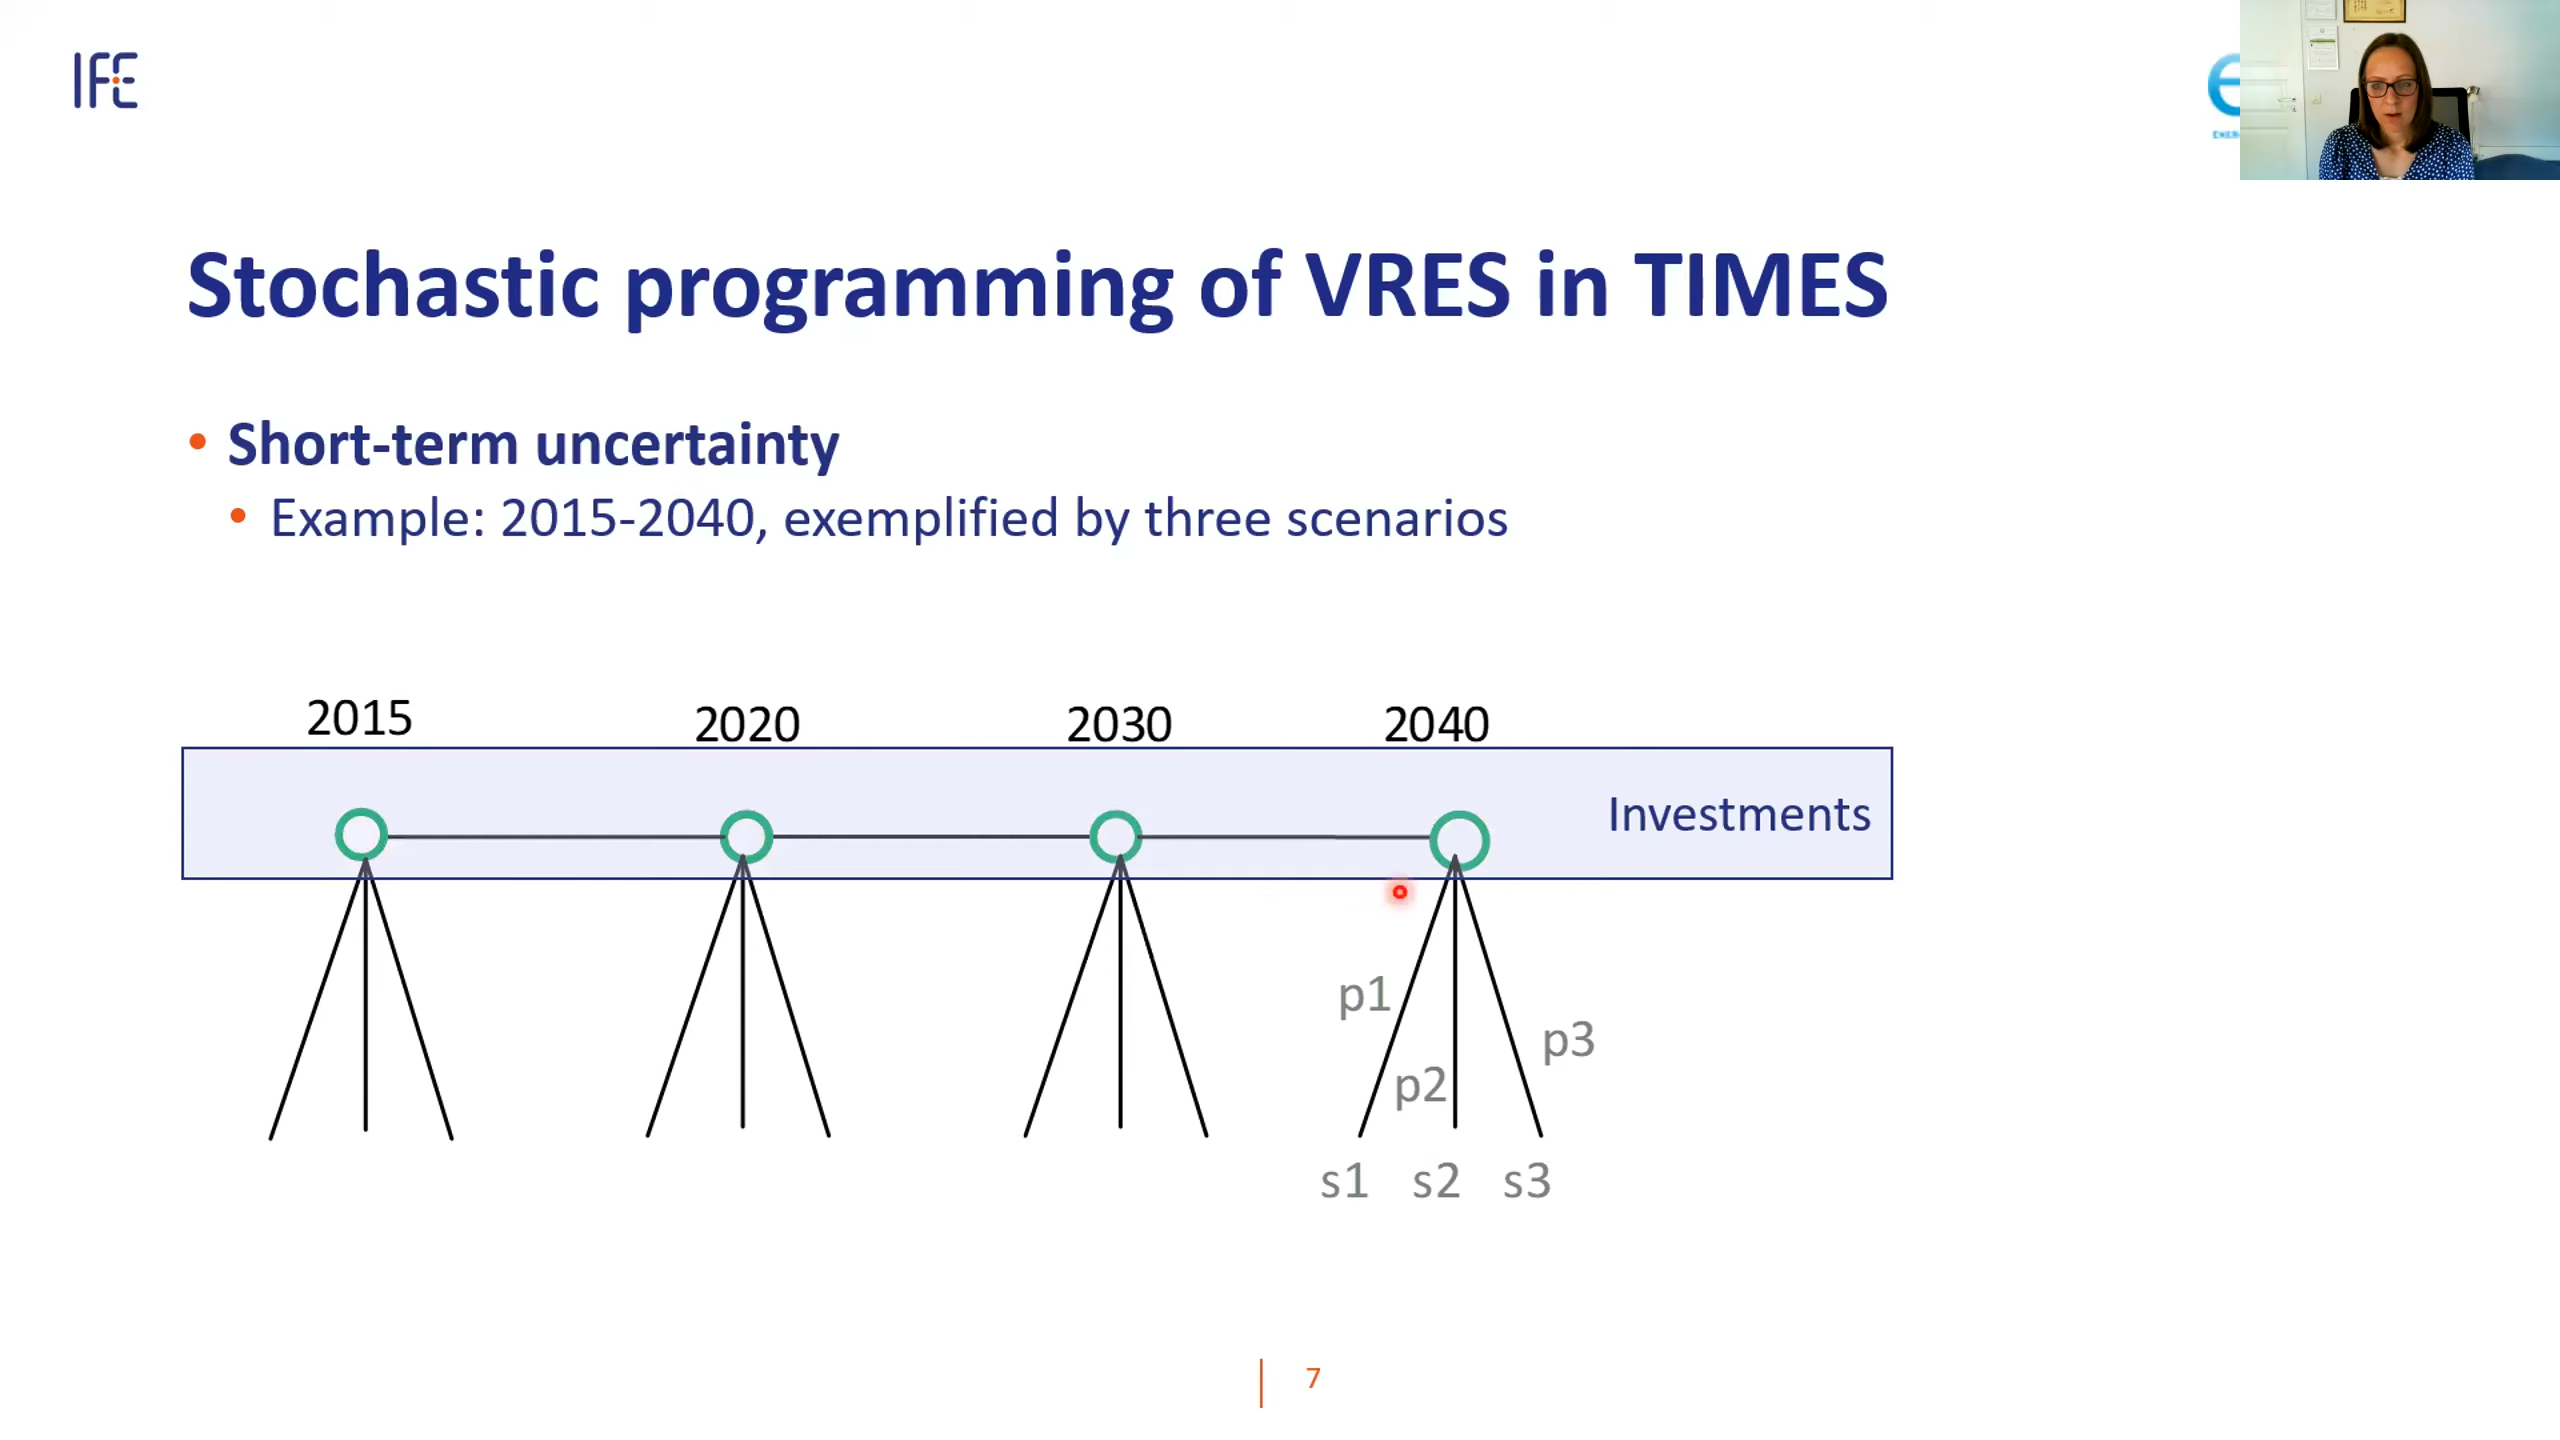 IFE
Stochastic programming of VRES in TIMES
• Short-term uncertainty
• Example: 2015-2040, exemplified by three scenarios
2015 2020 2030 2040
Investments
p1
p3
p2
s1 s2 s3
7